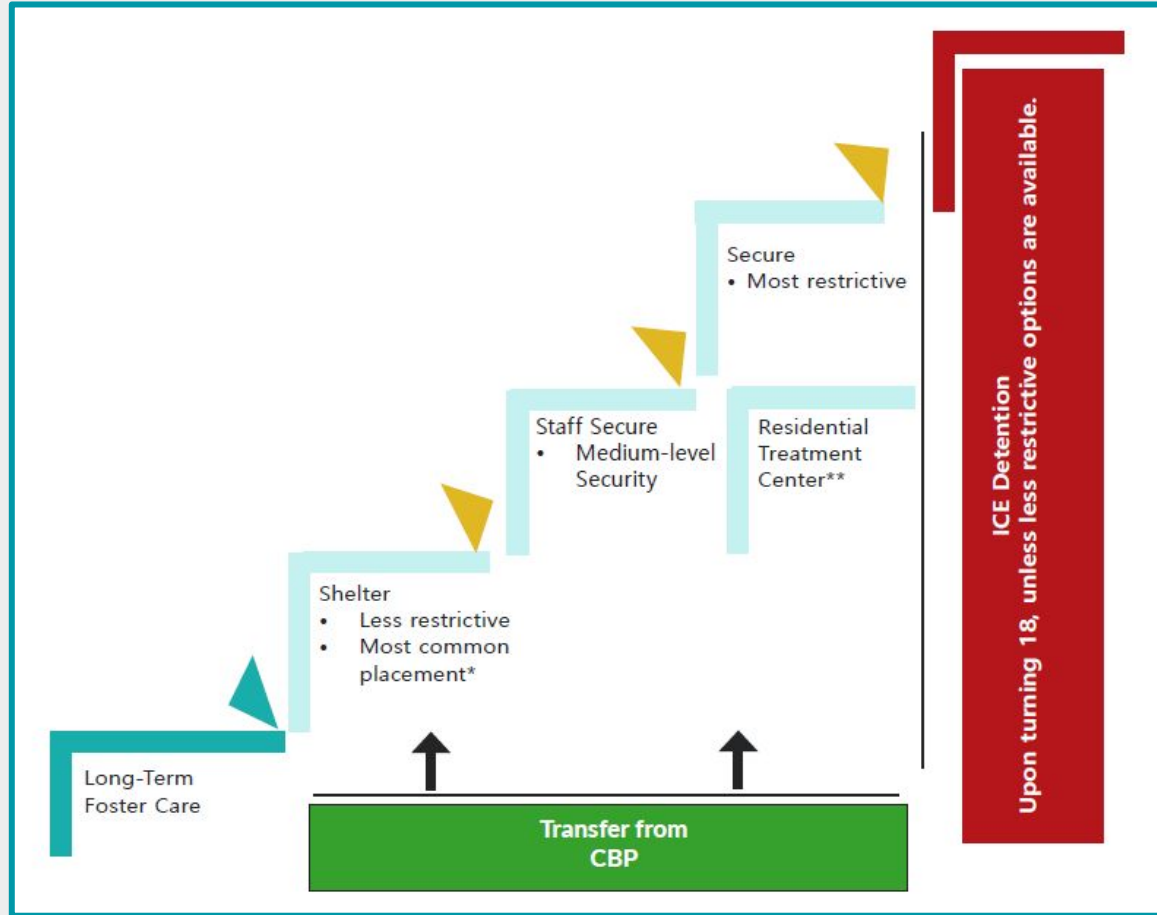 Secure
• Most restrictive
Staff Secure
• Medium-level
Security
Residential
Treatment
Center**
Shelter
• Less restrictive
• Most common
placement*
Long-Term
Foster Care
Transfer from
CBP
ICE Detention
Upon turning 18, unless less restrictive options are available.